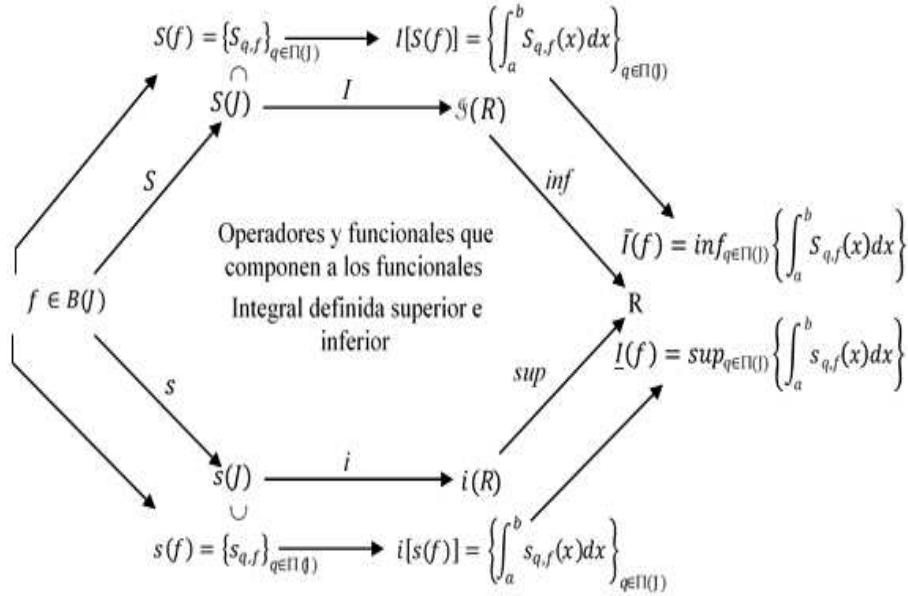 S(f) = {S_{q,f}}_{q∈Π(J)} I[S(f)] = {∫_a^b S_{q,f}(x)dx}_{q∈Π(J)}
∩
S(J) I 𝔍(R)
S inf
Operadores y funcionales que
componen a los funcionales
Integral definida superior e
inferior
Ī(f) = inf_{q∈Π(J)} {∫_a^b S_{q,f}(x)dx}
f ∈ B(J) R
I̲(f) = sup_{q∈Π(J)} {∫_a^b s_{q,f}(x)dx}
s sup
s(J) i i(R)
∪
s(f) = {s_{q,f}}_{q∈Π(J)} i[s(f)] = {∫_a^b s_{q,f}(x)dx}_{q∈Π(J)}